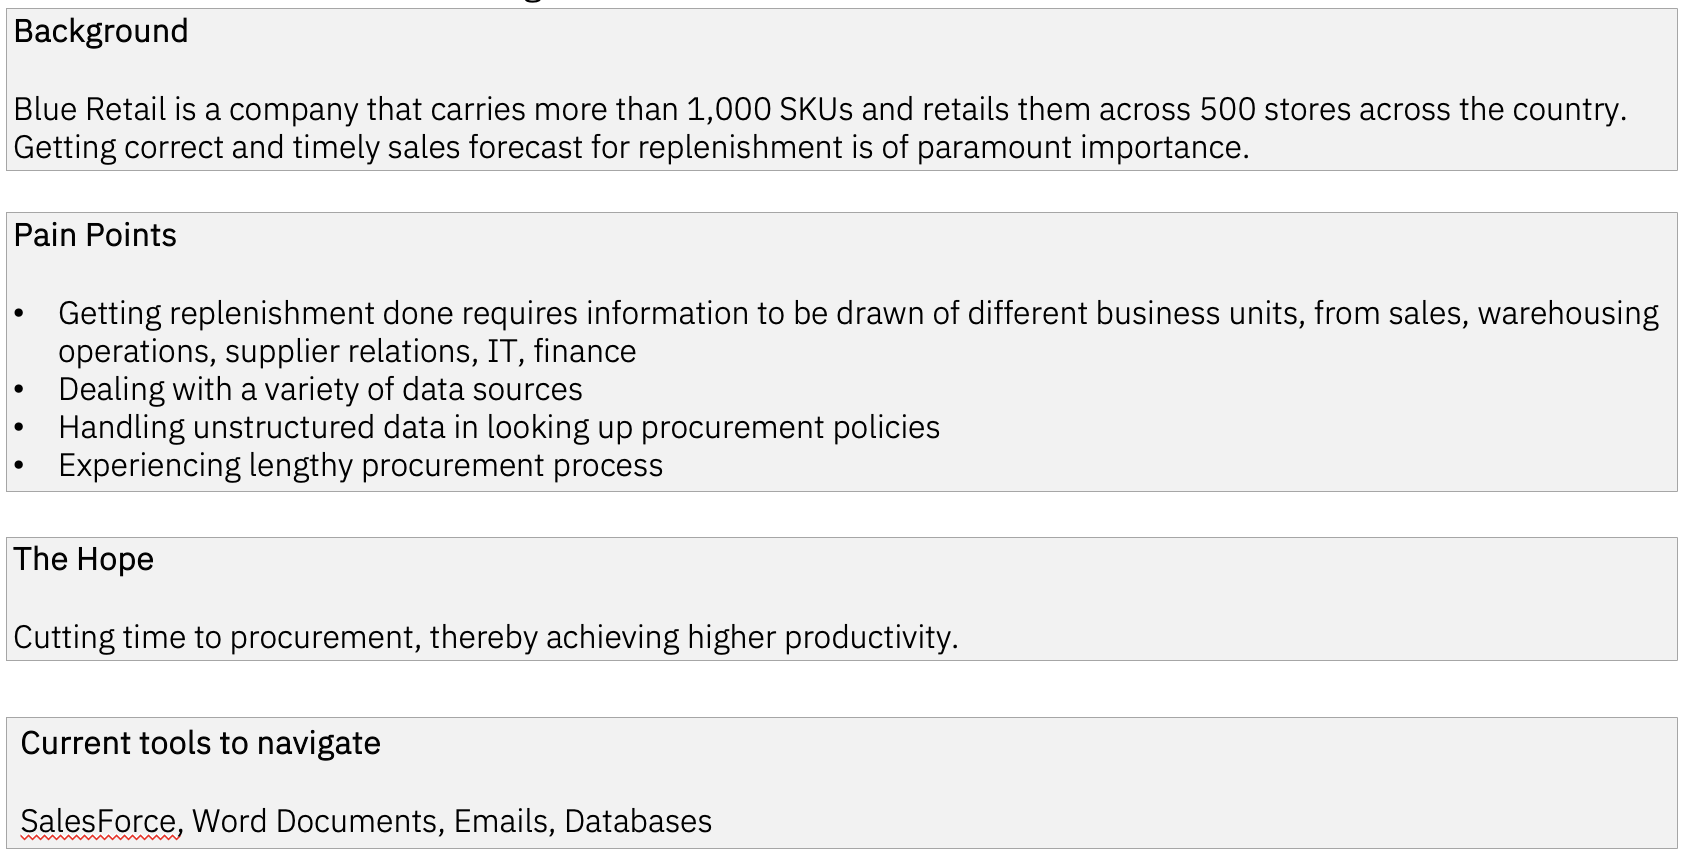 Background
Blue Retail is a company that carries more than 1,000 SKUs and retails them across 500 stores across the country.
Getting correct and timely sales forecast for replenishment is of paramount importance.
Pain Points
• Getting replenishment done requires information to be drawn of different business units, from sales, warehousing
operations, supplier relations, IT, finance
• Dealing with a variety of data sources
• Handling unstructured data in looking up procurement policies
• Experiencing lengthy procurement process
The Hope
Cutting time to procurement, thereby achieving higher productivity.
Current tools to navigate
SalesForce, Word Documents, Emails, Databases